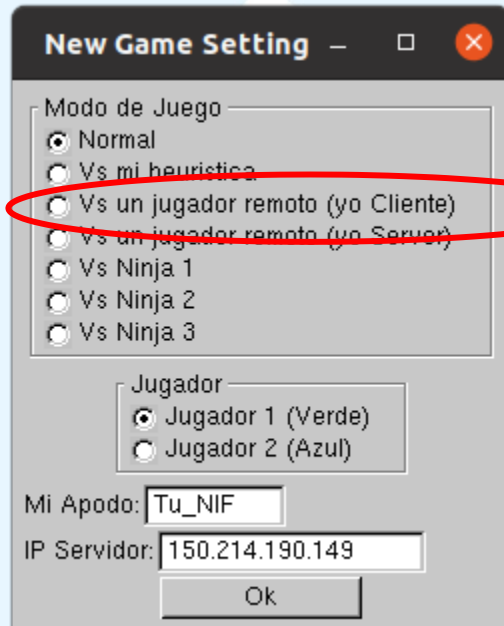 New Game Setting
Modo de Juego
Normal
Vs mi heuristica
Vs un jugador remoto (yo Cliente)
Vs un jugador remoto (yo Server)
Vs Ninja 1
Vs Ninja 2
Vs Ninja 3
Jugador
Jugador 1 (Verde)
Jugador 2 (Azul)
Mi Apodo: Tu_NIF
IP Servidor: 150.214.190.149
Ok